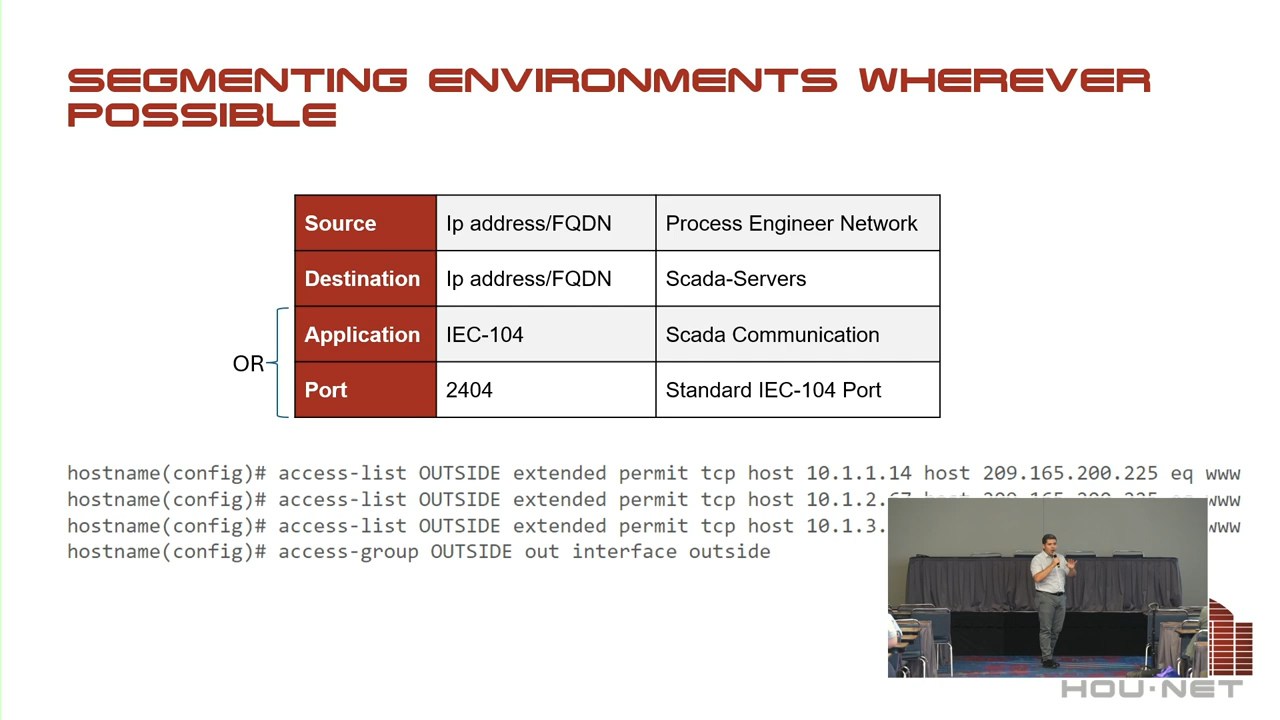 SEGMENTING ENVIRONMENTS WHEREVER
POSSIBLE
Source Ip address/FQDN Process Engineer Network
Destination Ip address/FQDN Scada-Servers
Application IEC-104 Scada Communication
OR
Port 2404 Standard IEC-104 Port
hostname(config)# access-list OUTSIDE extended permit tcp host 10.1.1.14 host 209.165.200.225 eq www
hostname(config)# access-list OUTSIDE extended permit tcp host www
hostname(config)# access-list OUTSIDE extended permit tcp host 10.1.3. www
hostname(config)# access-group OUTSIDE out interface outside
HOU·NET